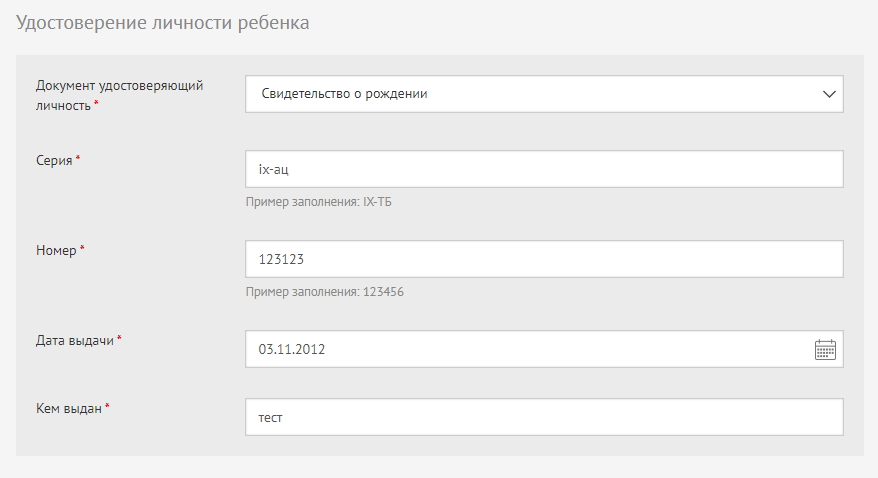 Удостоверение личности ребенка
Документ удостоверяющий
личность *
Свидетельство о рождении
Серия *
ix-ац
Пример заполнения: IX-ТБ
Номер *
123123
Пример заполнения: 123456
Дата выдачи *
03.11.2012
Кем выдан *
тест